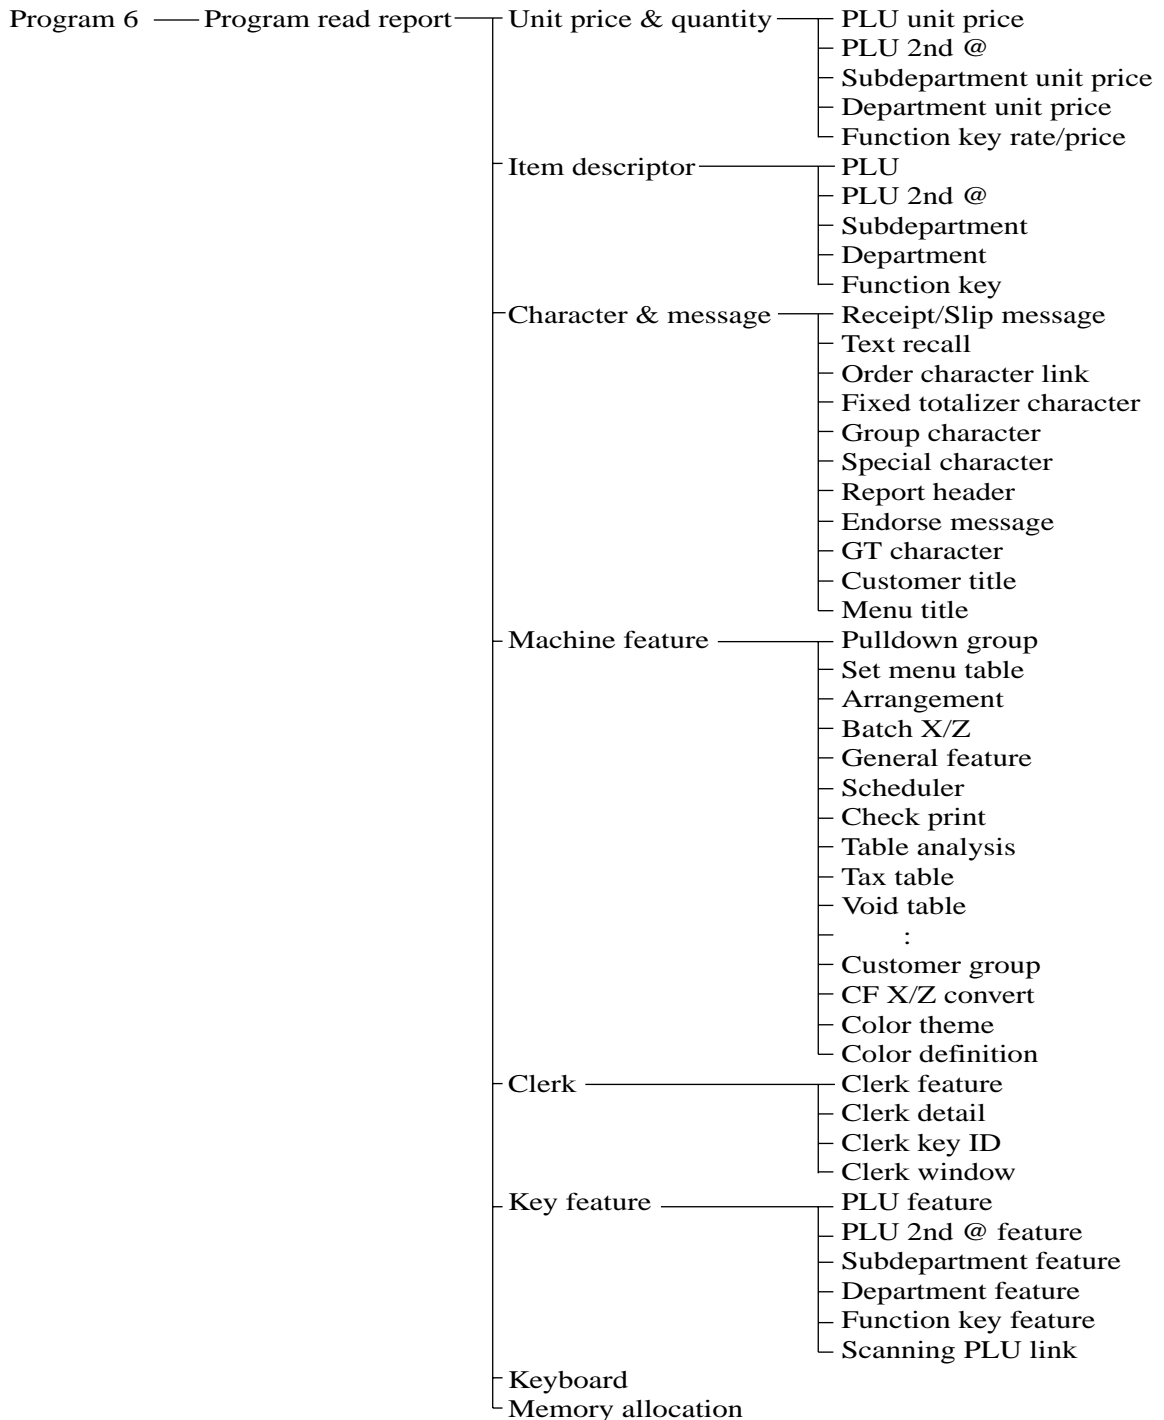 Program 6 Program read report Unit price & quantity PLU unit price
PLU 2nd @
Subdepartment unit price
Department unit price
Function key rate/price
Item descriptor PLU
PLU 2nd @
Subdepartment
Department
Function key
Character & message Receipt/Slip message
Text recall
Order character link
Fixed totalizer character
Group character
Special character
Report header
Endorse message
GT character
Customer title
Menu title
Machine feature Pulldown group
Set menu table
Arrangement
Batch X/Z
General feature
Scheduler
Check print
Table analysis
Tax table
Void table
:
Customer group
CF X/Z convert
Color theme
Color definition
Clerk Clerk feature
Clerk detail
Clerk key ID
Clerk window
Key feature PLU feature
PLU 2nd @ feature
Subdepartment feature
Department feature
Function key feature
Scanning PLU link
Keyboard
Memory allocation